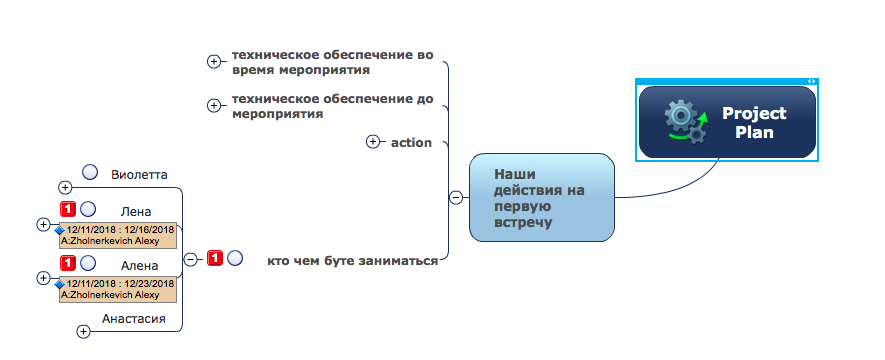 техническое обеспечение во
время мероприятия
техническое обеспечение до
мероприятия
action
Project
Plan
Наши
действия на
первую
встречу
Виолетта
1
Лена
12/11/2018 : 12/16/2018
A:Zholnerkevich Alexy
1
Алена
12/11/2018 : 12/23/2018
A:Zholnerkevich Alexy
1
кто чем буте заниматься
Анастасия